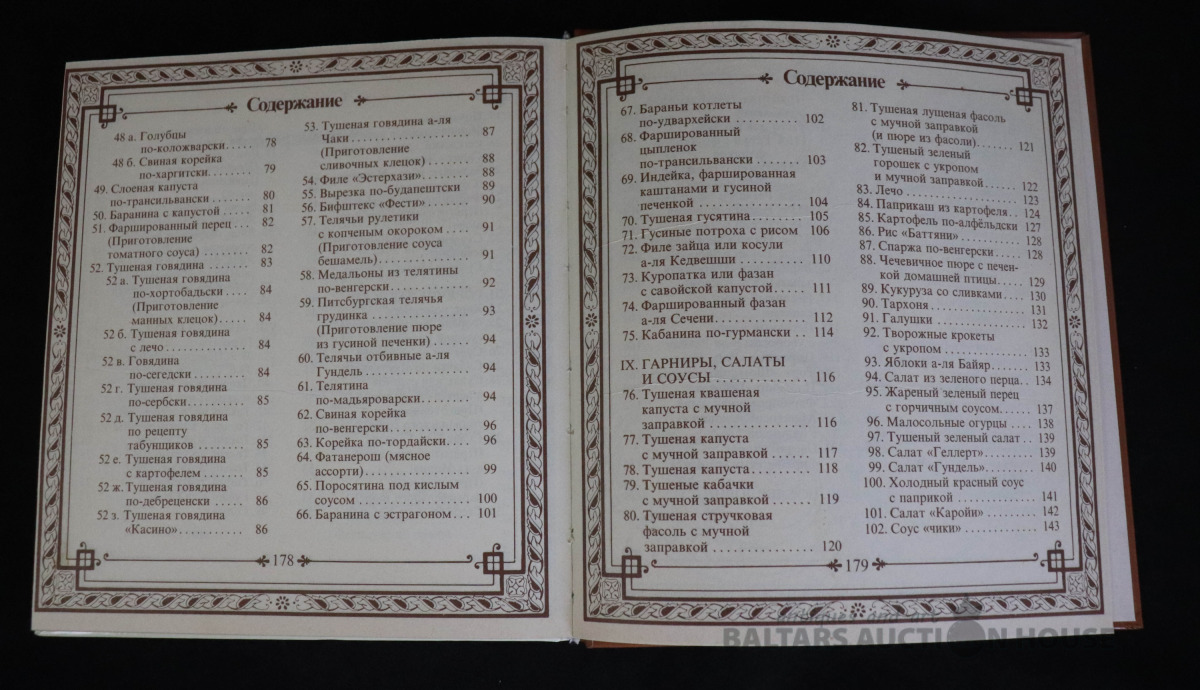 Содержание
48 а. Голубцы
по-коложварски..... 78
48 б. Свиная корейка
по-харгитски....... 79
49. Слоеная капуста
по-трансильвански ...... 80
50. Баранина с капустой .... 81
51. Фаршированный перец ... 82
(Приготовление
томатного соуса) ......... 82
52. Тушеная говядина ........ 83
52 а. Тушеная говядина
по-хортобадьски .... 84
(Приготовление
манных клецок)..... 84
52 б. Тушеная говядина
с лечо .............. 84
52 в. Говядина
по-сегедски ......... 84
52 г. Тушеная говядина
по-сербски.......... 85
52 д. Тушеная говядина
по рецепту
табунщиков ........ 85
52 е. Тушеная говядина
с картофелем ....... 85
52 ж. Тушеная говядина
по-дебреценски .... 86
52 з. Тушеная говядина
«Касино» ........... 86
53. Тушеная говядина а-ля
Чаки ..................... 87
(Приготовление
сливочных клецок) ....... 88
54. Филе «Эстерхази» ........ 88
55. Вырезка по-будапештски 89
56. Бифштекс «Фести» ....... 90
57. Телячьи рулетики
с копченым окороком .... 91
(Приготовление соуса
бешамель) ................ 91
58. Медальоны из телятины
по-венгерски ............. 92
59. Питсбургская телячья
грудинка ................. 93
(Приготовление пюре
из гусиной печенки) ...... 94
60. Телячьи отбивные а-ля
Гундель .................. 94
61. Телятина
по-мадьяроварски........ 94
62. Свиная корейка
по-венгерски ............. 96
63. Корейка по-тордайски.... 96
64. Фатанерош (мясное
ассорти) .................. 99
65. Поросятина под кислым
соусом .................. 100
66. Баранина с эстрагоном... 101
178
Содержание
67. Бараньи котлеты
по-удвархейски ......... 102
68. Фаршированный
цыпленок
по-трансильвански ...... 103
69. Индейка, фаршированная
каштанами и гусиной
печенкой ............... 104
70. Тушеная гусятина ....... 105
71. Гусиные потроха с рисом 106
72. Филе зайца или косули
а-ля Кедвешши .......... 110
73. Куропатка или фазан
с савойской капустой..... 111
74. Фаршированный фазан
а-ля Сечени ............. 112
75. Кабанина по-гурмански .. 114
IX. ГАРНИРЫ, САЛАТЫ
И СОУСЫ ............. 116
76. Тушеная квашеная
капуста с мучной
заправкой ............... 116
77. Тушеная капуста
с мучной заправкой ...... 117
78. Тушеная капуста......... 118
79. Тушеные кабачки
с мучной заправкой ...... 119
80. Тушеная стручковая
фасоль с мучной
заправкой ............... 120
81. Тушеная лущеная фасоль
с мучной заправкой
(и пюре из фасоли)....... 121
82. Тушеный зеленый
горошек с укропом
и мучной заправкой...... 122
83. Лечо .................... 123
84. Паприкаш из картофеля.. 124
85. Картофель по-алфёльдски 127
86. Рис «Баттяни» ........... 128
87. Спаржа по-венгерски .... 128
88. Чечевичное пюре с печен-
кой домашней птицы..... 129
89. Кукуруза со сливками .... 130
90. Тархоня ................. 131
91. Галушки ................ 132
92. Творожные крокеты
с укропом ............... 133
93. Яблоки а-ля Байяр....... 133
94. Салат из зеленого перца.. 134
95. Жареный зеленый перец
с горчичным соусом...... 137
96. Малосольные огурцы .... 138
97. Тушеный зеленый салат .. 139
98. Салат «Геллерт»......... 139
99. Салат «Гундель»......... 140
100. Холодный красный соус
с паприкой .............. 141
101. Салат «Каройи» ......... 142
102. Соус «чики» ............. 143
179
antiques and art
BALTARS AUCTION HOUSE